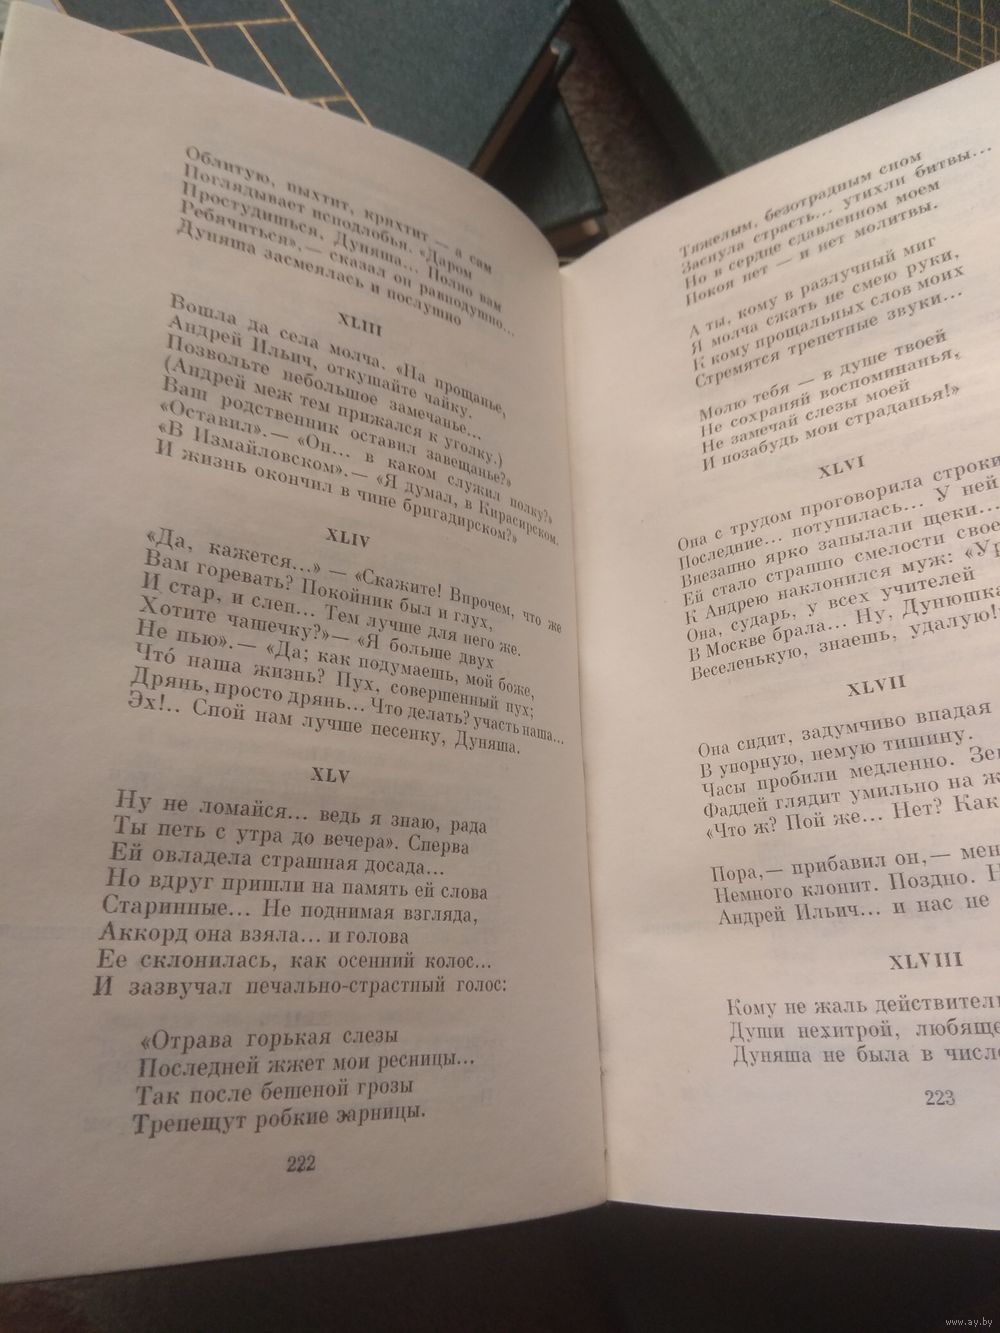 Облитую, пыхтит, кряхтит — а сам
Поглядывает исподлобья. «Даром
Простудишься, Дуняша... Полно вам
Ребячиться»,— сказал он равнодушно...
Дуняша засмеялась и послушно
XLIII
Вошла да села молча. «На прощанье,
Андрей Ильич, откушайте чайку.
Позвольте небольшое замечанье...
(Андрей меж тем прижался к уголку.)
Ваш родственник оставил завещанье?»
«Оставил».— «Он... в каком служил полку?»
«В Измайловском».— «Я думал, в Кирасирском.
И жизнь окончил в чине бригадирском?»
XLIV
«Да, кажется...» — «Скажите! Впрочем, что же
Вам горевать? Покойник был и глух,
И стар, и слеп... Тем лучше для него же.
Хотите чашечку?»— «Я больше двух
Не пью».— «Да; как подумаешь, мой боже,
Что́ наша жизнь? Пух, совершенный пух;
Дрянь, просто дрянь... Что делать? участь наша...
Эх!.. Спой нам лучше песенку, Дуняша.
XLV
Ну не ломайся... ведь я знаю, рада
Ты петь с утра до вечера». Сперва
Ей овладела страшная досада...
Но вдруг пришли на память ей слова
Старинные... Не поднимая взгляда,
Аккорд она взяла... и голова
Ее склонилась, как осенний колос...
И зазвучал печально-страстный голос:
«Отрава горькая слезы
Последней жжет мои ресницы...
Так после бешеной грозы
Трепещут робкие зарницы.
222
Тяжелым, безотрадным сном
Заснула страсть... утихли битвы...
Но в сердце сдавленном моем
Покоя нет — и нет молитвы.
А ты, кому в разлучный миг
Я молча сжать не смею руки,
К кому прощальных слов моих
Стремятся трепетные звуки...
Молю тебя — в душе твоей
Не сохраняй воспоминанья,
Не замечай слезы моей
И позабудь мои страданья!»
XLVI
Она с трудом проговорила строки
Последние... потупилась... У ней
Внезапно ярко запылали щеки...
Ей стало страшно смелости свое
К Андрею наклонился муж: «Ур
Она, сударь, у всех учителей
В Москве брала... Ну, Дунюшка
Веселенькую, знаешь, удалую!»
XLVII
Она сидит, задумчиво впадая
В упорную, немую тишину.
Часы пробили медленно. Зе
Фаддей глядит умильно на ж
«Что ж? Пой же... Нет? Как
Пора,— прибавил он,— мен
Немного клонит. Поздно. Н
Андрей Ильич... и нас не
XLVIII
Кому не жаль действитель
Души нехитрой, любяще
Дуняша не была в числе
223
www.ay.by